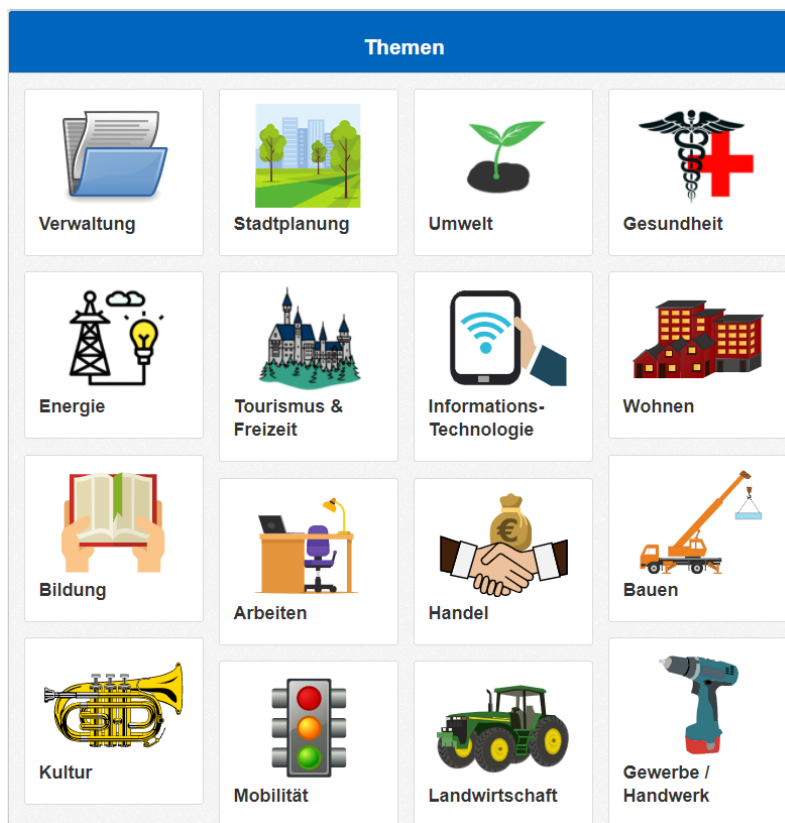 Themen
Verwaltung
Stadtplanung
Umwelt
Gesundheit
Energie
Tourismus &
Freizeit
Informations-
Technologie
Wohnen
Bildung
Arbeiten
Handel
Bauen
Kultur
Mobilität
Landwirtschaft
Gewerbe /
Handwerk